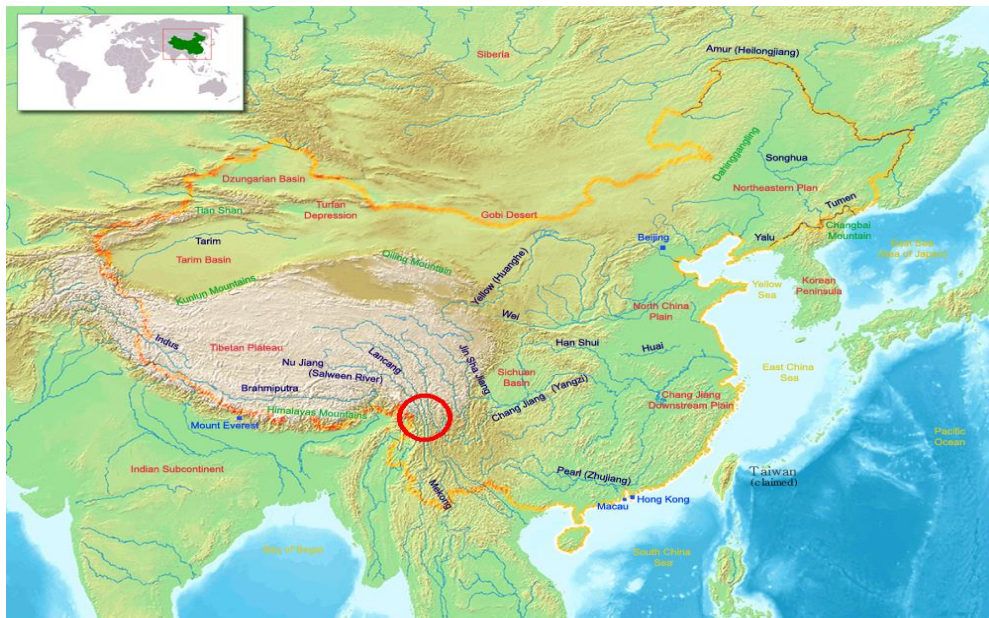 Amur (Heilongjiang)
Siberia
Dahinggangling
Songhua
Dzungarian Basin
Northeastern Plan
Tumen
Turfan
Depression
Tian Shan
Gobi Desert
Changbai
Mountain
Beijing
Yalu
East Sea
(Sea of Japan)
Tarim
Tarim Basin
Qiling Mountain
Yellow (Huanghe)
Kunlun Mountains
Yellow
Sea
Korean
Peninsula
North China
Plain
Wei
Han Shui
Huai
Indus
Tibetan Plateau
Nu Jiang
(Salween River)
Lancang
Jin Sha Jiang
Sichuan
Basin
East China
Sea
Brahmiputra
Chang Jiang (Yangzi)
Chang Jiang
Downstream Plain
Himalayas Mountains
Mount Everest
Pacific
Ocean
Indian Subcontinent
Pearl (Zhujiang)
Taiwan
(claimed)
Mekong
Macau
Hong Kong
Bay of Bengal
South China
Sea